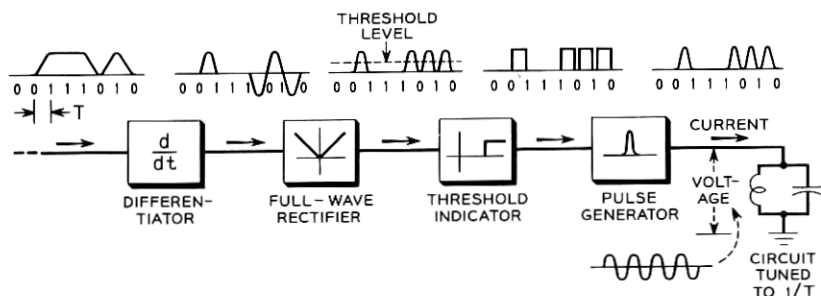 THRESHOLD
LEVEL
0 0 1 1 1 0 1 0
0 0 1 1 1 0 1 0
0 0 1 1 1 0 1 0
0 0 1 1 1 0 1 0
0 0 1 1 1 0 1 0
T
d
dt
DIFFEREN-
TIATOR
FULL-WAVE
RECTIFIER
THRESHOLD
INDICATOR
PULSE
GENERATOR
CURRENT
VOLT-
AGE
CIRCUIT
TUNED
TO 1/T